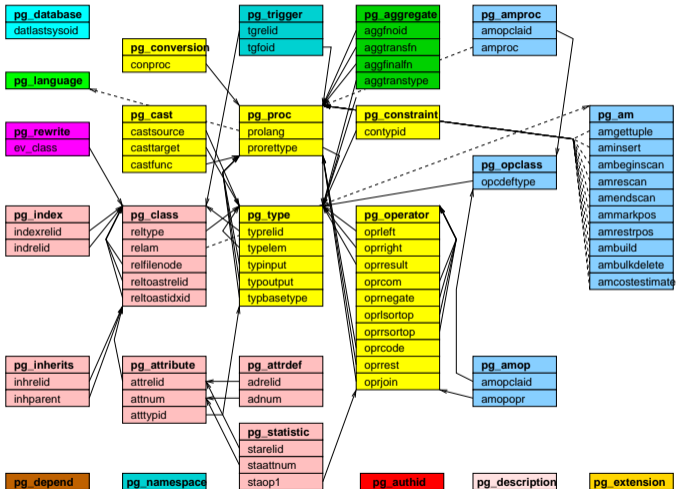 pg_database
datlastsysoid
pg_trigger
tgrelid
tgfoid
pg_aggregate
aggfnoid
aggtransfn
aggfinalfn
aggtranstype
pg_amproc
amopclaid
amproc
pg_conversion
conproc
pg_language
pg_rewrite
ev_class
pg_cast
castsource
casttarget
castfunc
pg_proc
prolang
prorettype
pg_constraint
contypid
pg_opclass
opcdeftype
pg_am
amgettuple
aminsert
ambeginscan
amrescan
amendscan
ammarkpos
amrestrpos
ambuild
ambulkdelete
amcostestimate
pg_index
indexrelid
indrelid
pg_class
reltype
relam
relfilenode
reltoastrelid
reltoastidxid
pg_type
typrelid
typelem
typinput
typoutput
typbasetype
pg_operator
oprleft
oprright
oprresult
oprcom
oprnegate
oprlsortop
oprrsortop
oprcode
oprrest
oprjoin
pg_inherits
inhrelid
inhparent
pg_attribute
attrelid
attnum
atttypid
pg_attrdef
adrelid
adnum
pg_amop
amopclaid
amopopr
pg_statistic
starelid
staattnum
staop1
pg_depend
pg_namespace
pg_authid
pg_description
pg_extension